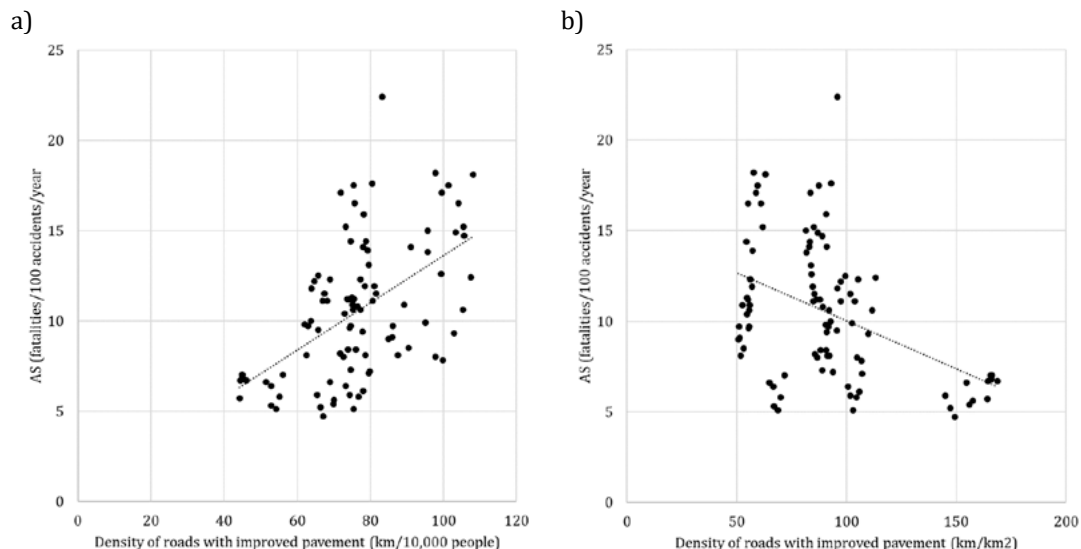 a)
b)
25
20
15
10
5
0
AS (fatalities/100 accidents/year
0 20 40 60 80 100 120
Density of roads with improved pavement (km/10,000 people)
25
20
15
10
5
0
AS (fatalities/100 accidents/year
0 50 100 150 200
Density of roads with improved pavement (km/km2)